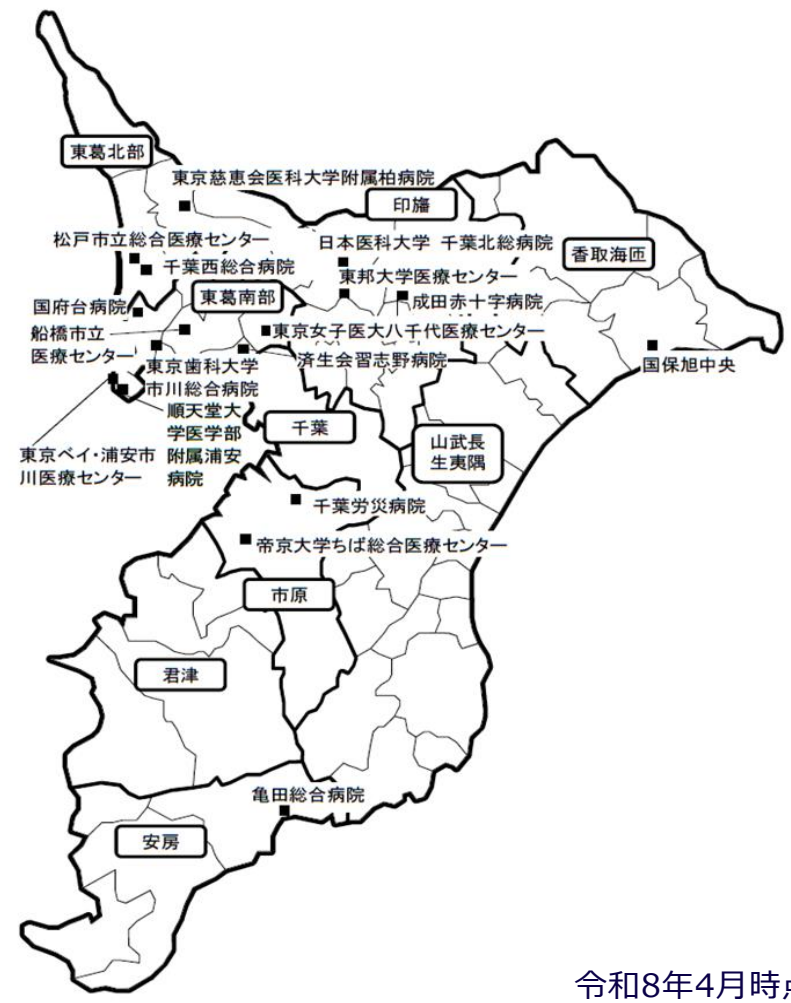 東葛北部
東京慈恵会医科大学附属柏病院
印旛
松戸市立総合医療センター
日本医科大学 千葉北総病院
香取海匝
千葉西総合病院
東邦大学医療センター
国府台病院
東葛南部
成田赤十字病院
船橋市立
医療センター
東京女子医大八千代医療センター
東京歯科大学
市川総合病院
済生会習志野病院
国保旭中央
順天堂大
学医学部
附属浦安
病院
千葉
山武長
生夷隅
東京ベイ・浦安市
川医療センター
千葉労災病院
帝京大学ちば総合医療センター
市原
君津
亀田総合病院
安房
令和8年4月時点